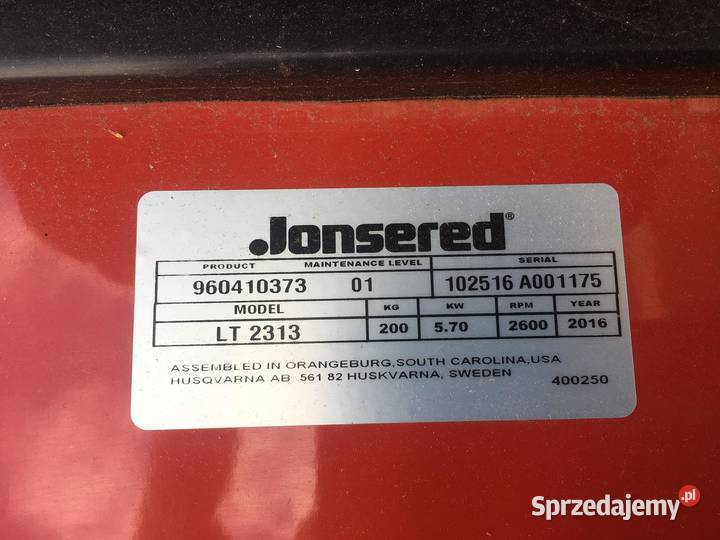 Jonsered®
PRODUCT MAINTENANCE LEVEL SERIAL
960410373 01 102516 A001175
MODEL KG KW RPM YEAR
LT 2313 200 5.70 2600 2016
ASSEMBLED IN ORANGEBURG,SOUTH CAROLINA,USA
HUSQVARNA AB 561 82 HUSKVARNA, SWEDEN 400250
Sprzedajemy.pl